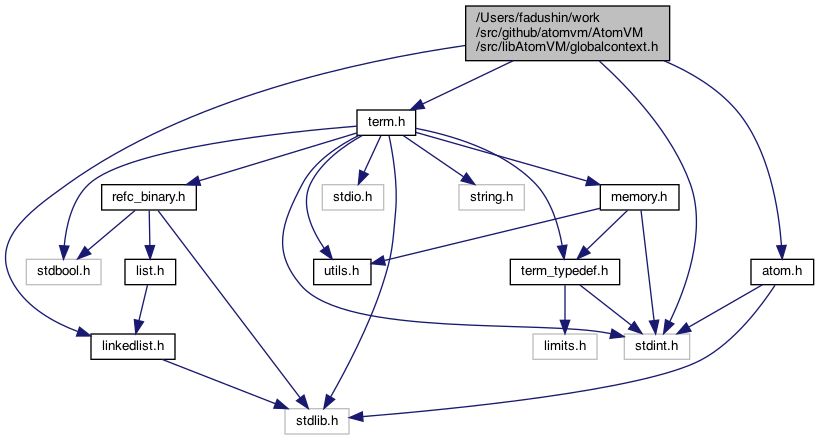 /Users/fadushin/work
/src/github/atomvm/AtomVM
/src/libAtomVM/globalcontext.h
term.h
refc_binary.h
stdio.h
string.h
memory.h
stdbool.h
list.h
utils.h
term_typedef.h
atom.h
linkedlist.h
limits.h
stdint.h
stdlib.h